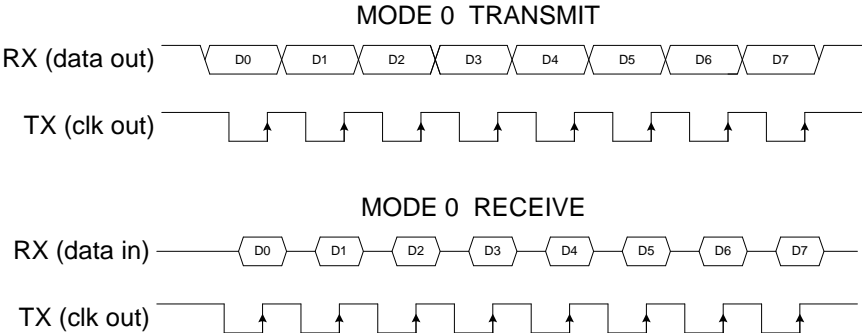 MODE 0 TRANSMIT
RX (data out) D0 D1 D2 D3 D4 D5 D6 D7
TX (clk out)
MODE 0 RECEIVE
RX (data in) D0 D1 D2 D3 D4 D5 D6 D7
TX (clk out)